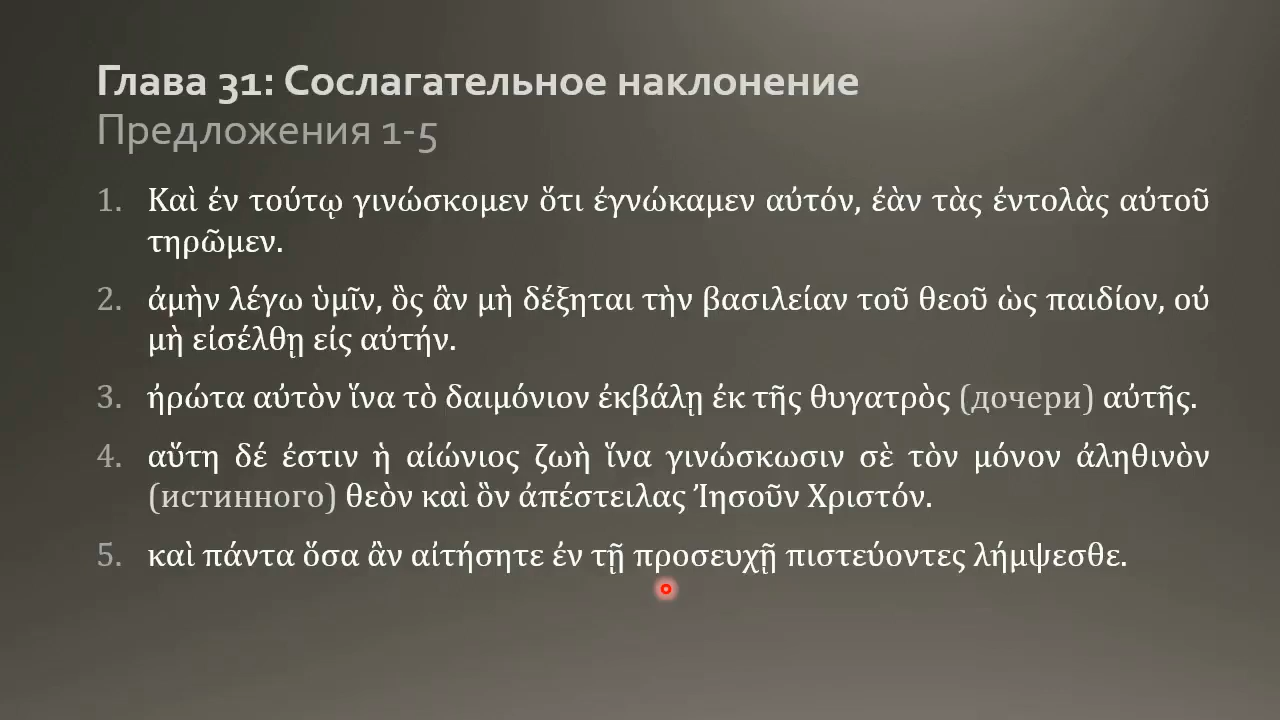 Глава 31: Сослагательное наклонение
Предложения 1-5
1. Καὶ ἐν τούτῳ γινώσκομεν ὅτι ἐγνώκαμεν αὐτόν, ἐὰν τὰς ἐντολὰς αὐτοῦ
τηρῶμεν.
2. ἀμὴν λέγω ὑμῖν, ὃς ἂν μὴ δέξηται τὴν βασιλείαν τοῦ θεοῦ ὡς παιδίον, οὐ
μὴ εἰσέλθῃ εἰς αὐτήν.
3. ἠρώτα αὐτὸν ἵνα τὸ δαιμόνιον ἐκβάλῃ ἐκ τῆς θυγατρὸς (дочери) αὐτῆς.
4. αὕτη δέ ἐστιν ἡ αἰώνιος ζωὴ ἵνα γινώσκωσιν σὲ τὸν μόνον ἀληθινὸν
(истинного) θεὸν καὶ ὃν ἀπέστειλας Ἰησοῦν Χριστόν.
5. καὶ πάντα ὅσα ἂν αἰτήσητε ἐν τῇ προσευχῇ πιστεύοντες λήμψεσθε.